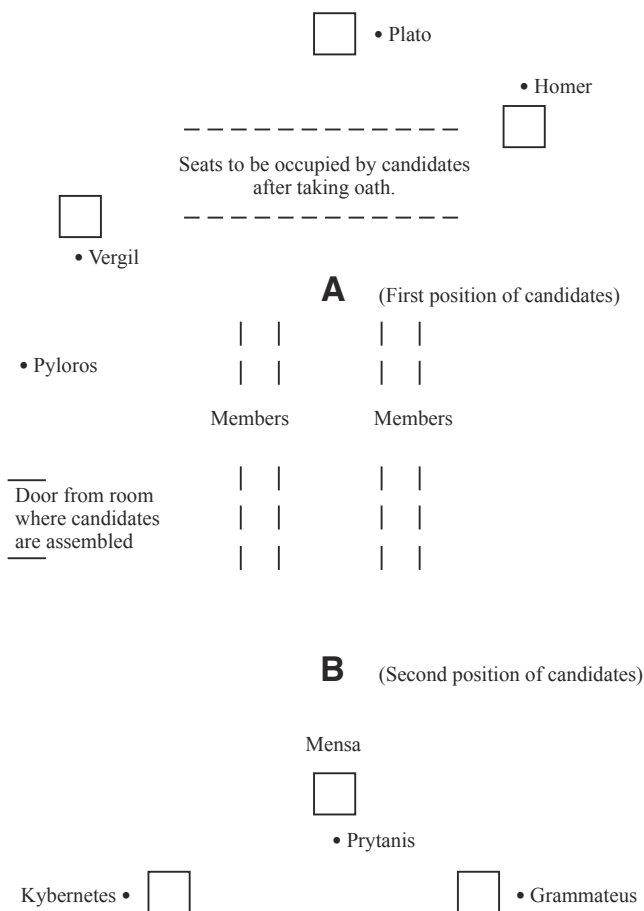 • Plato
• Homer
Seats to be occupied by candidates
after taking oath.
• Vergil
A (First position of candidates)
• Pyloros
Members Members
Door from room
where candidates
are assembled
B (Second position of candidates)
Mensa
• Prytanis
Kybernetes • • Grammateus